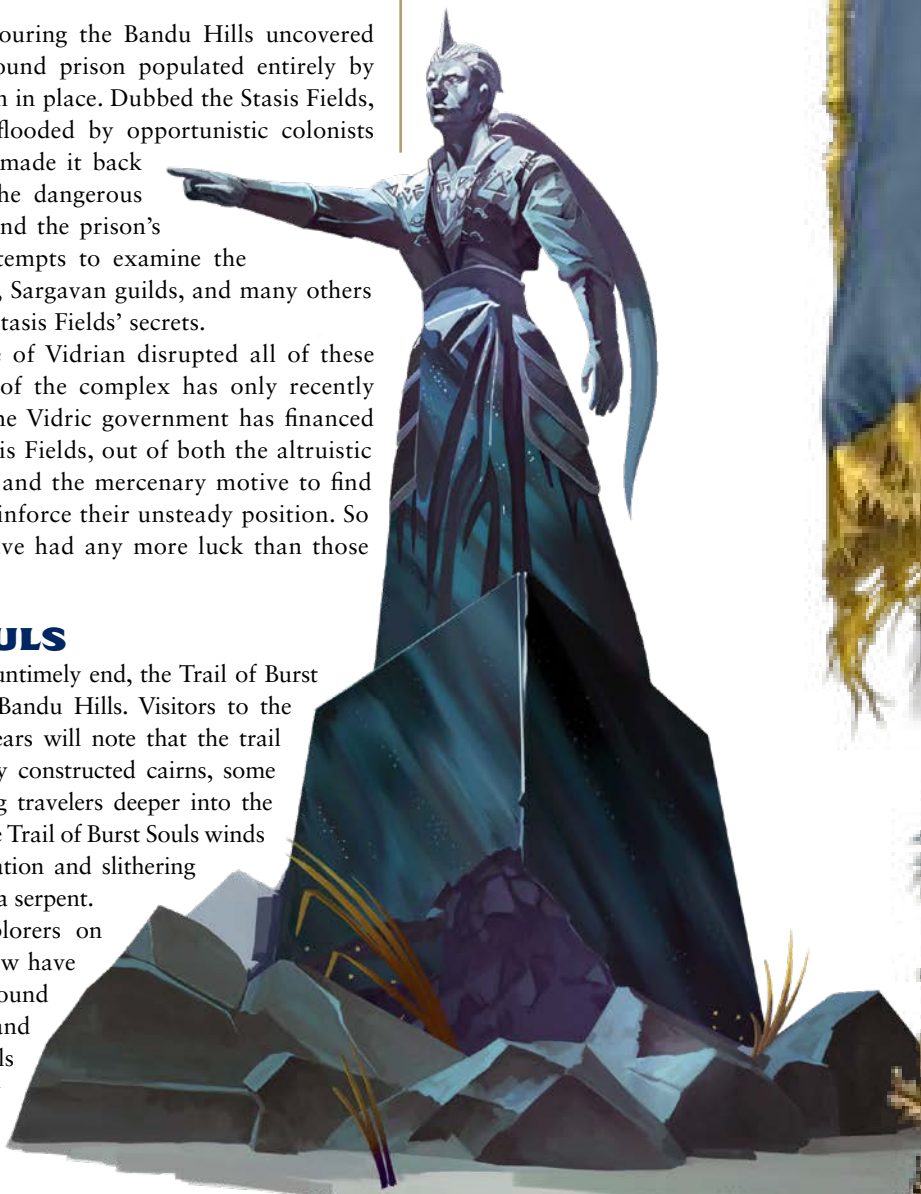 ouring the Bandu Hills uncovered
ound prison populated entirely by
n in place. Dubbed the Stasis Fields,
flooded by opportunistic colonists
made it back
he dangerous
nd the prison's
tempts to examine the
, Sargavan guilds, and many others
tasis Fields' secrets.
e of Vidrian disrupted all of these
of the complex has only recently
he Vidric government has financed
is Fields, out of both the altruistic
and the mercenary motive to find
inforce their unsteady position. So
ve had any more luck than those
ULS
untimely end, the Trail of Burst
Bandu Hills. Visitors to the
ears will note that the trail
y constructed cairns, some
g travelers deeper into the
e Trail of Burst Souls winds
ation and slithering
a serpent.
plorers on
w have
ound
and
ls